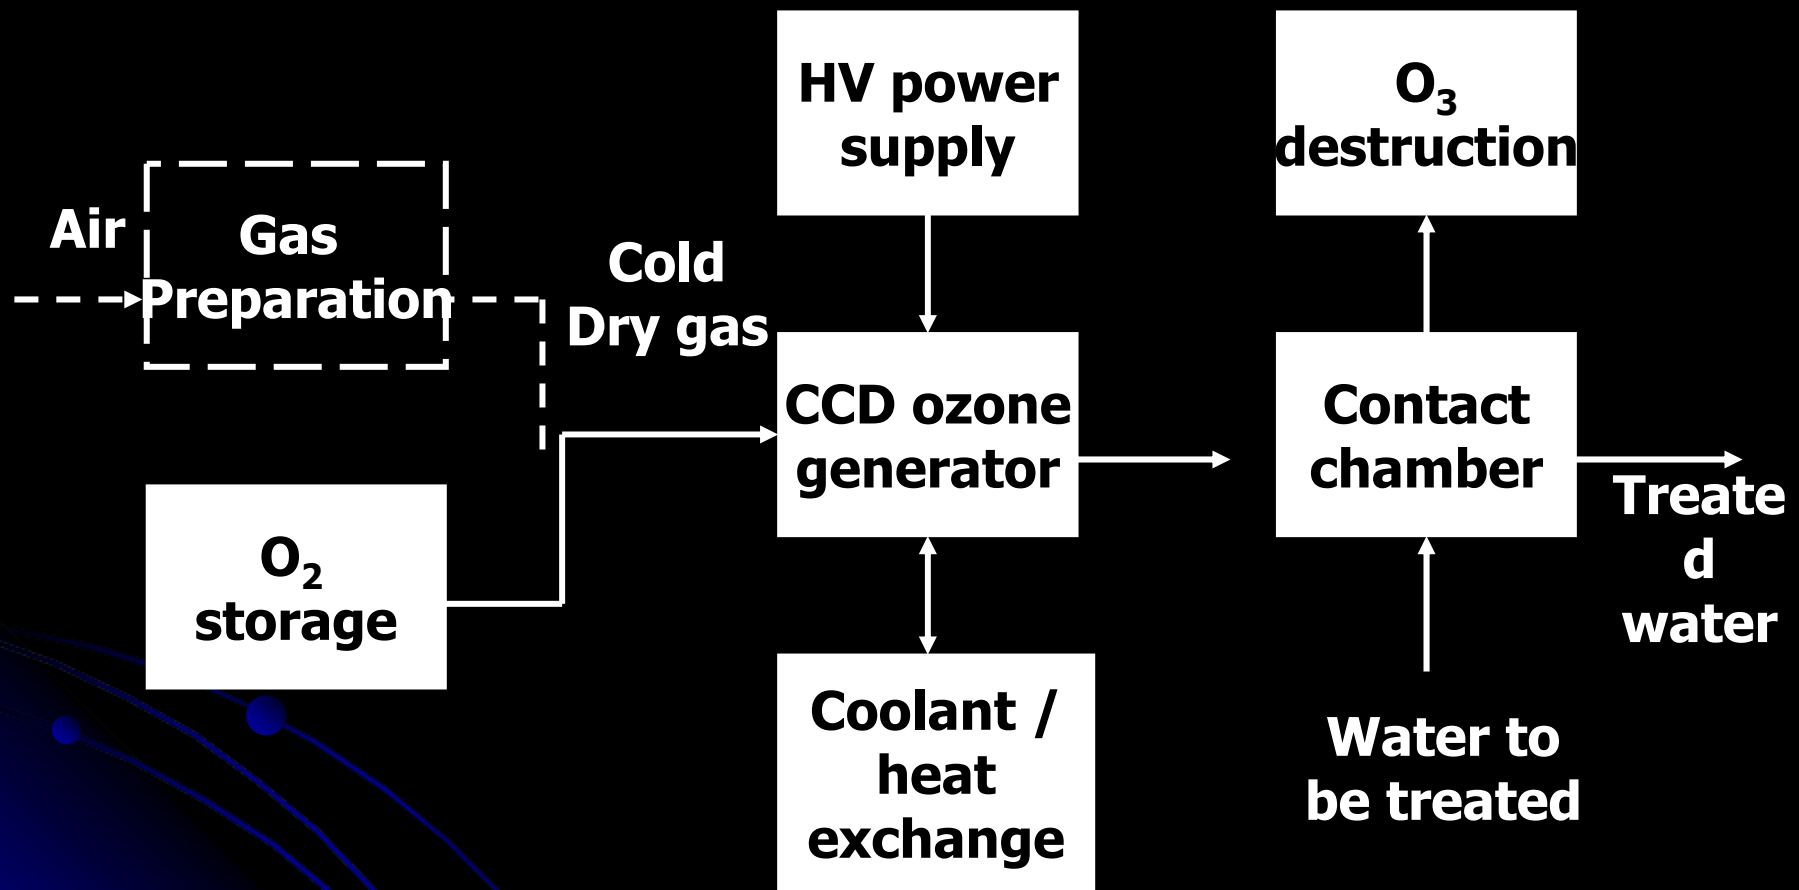 HV power
supply
O₃
destruction
Air
Gas
Preparation
Cold
Dry gas
CCD ozone
generator
Contact
chamber
Treate
d
water
O₂
storage
Coolant /
heat
exchange
Water to
be treated